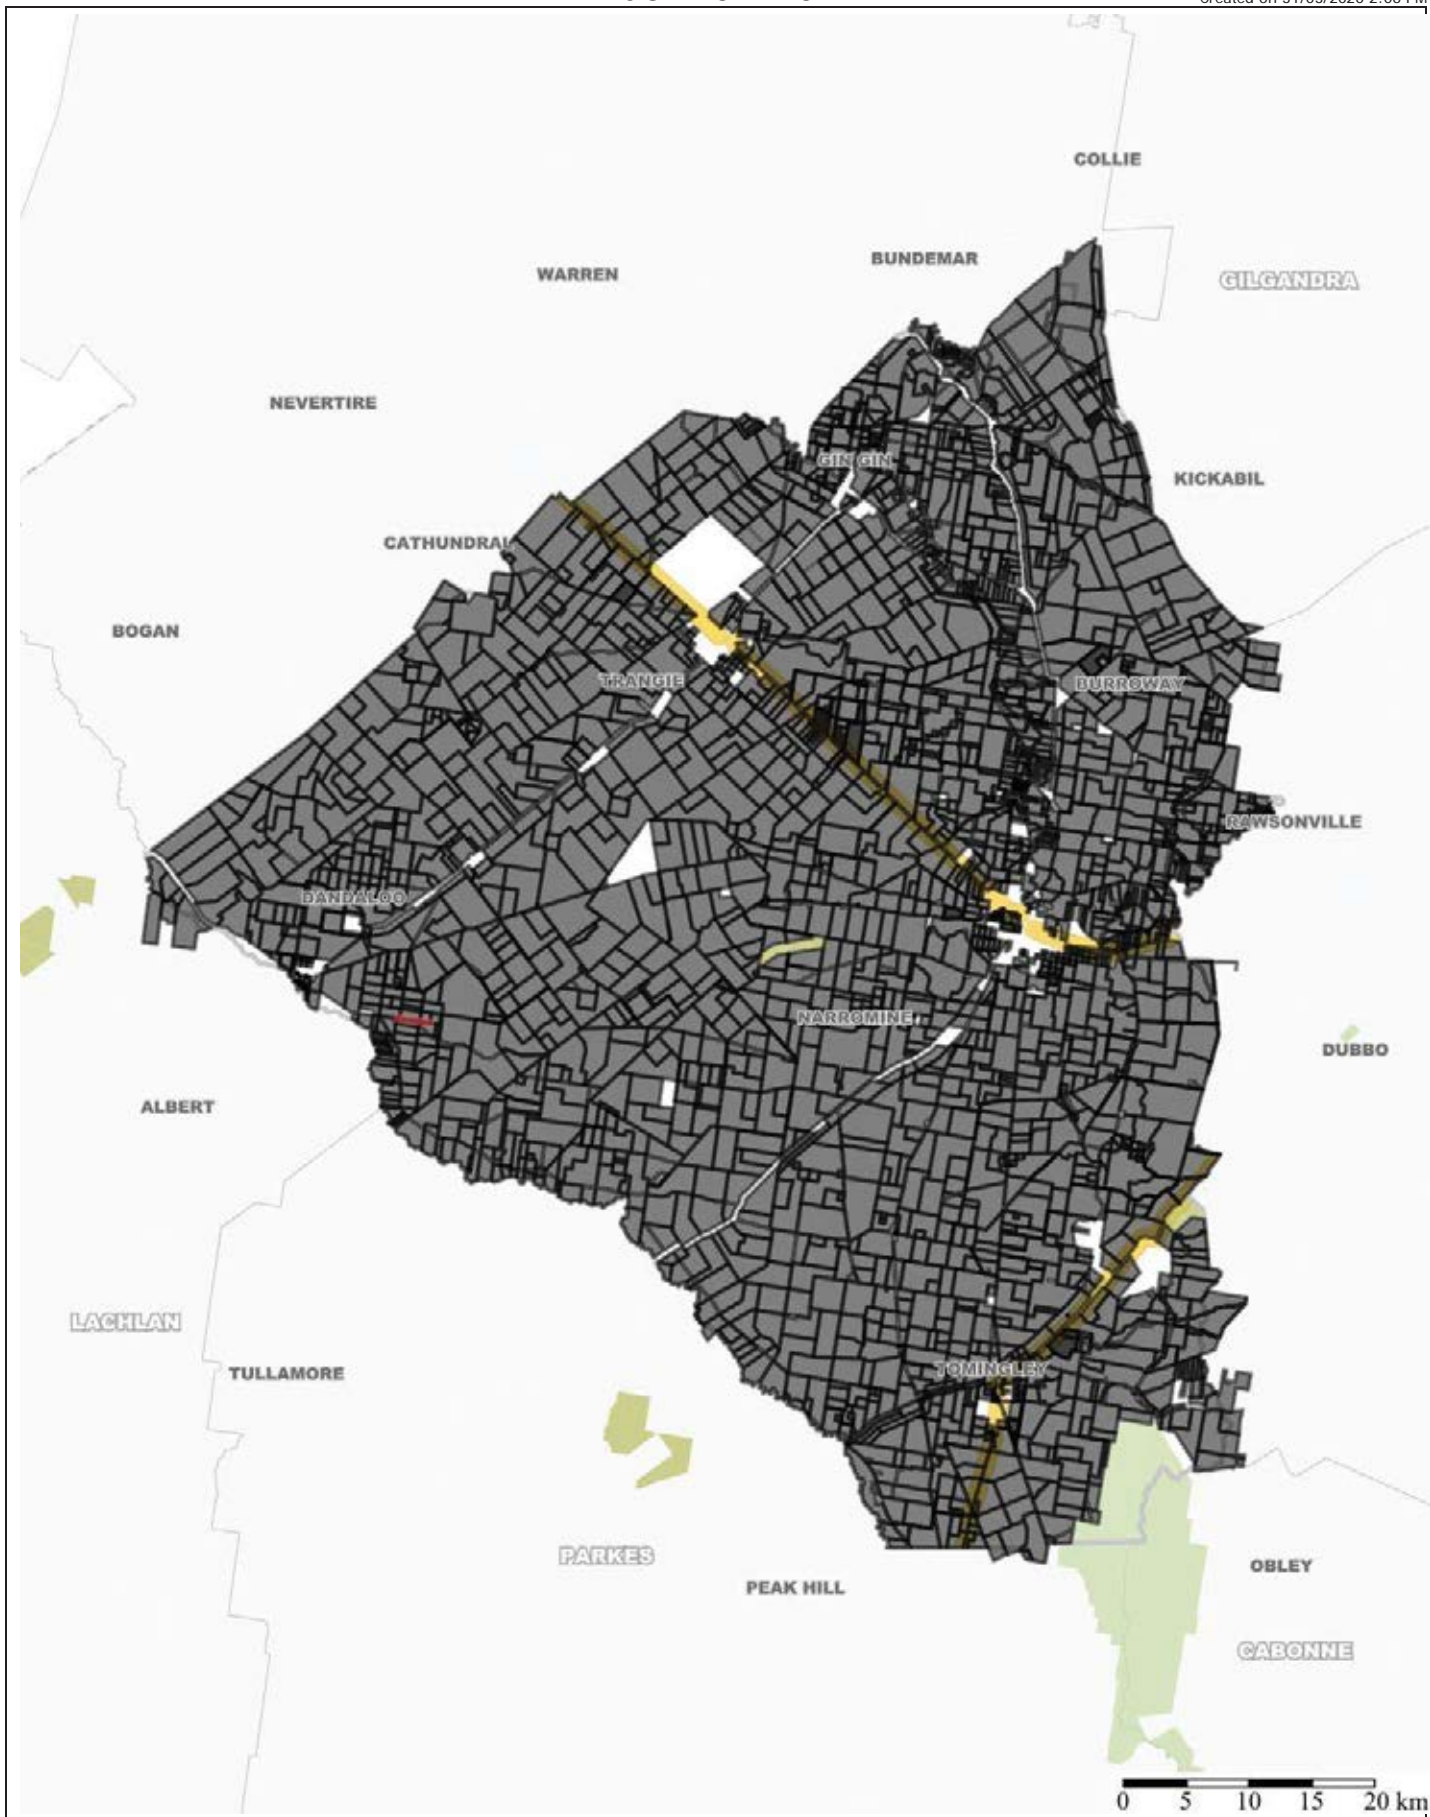 COLLIE
BUNDEMAR
WARREN
GILGANDRA
NEVERTIRE
GIN GIN
KICKABIL
CATHUNDRAL
BOGAN
TRANGIE
BURROWAY
RAWSONVILLE
DANDALOO
NARROMINE
DUBBO
ALBERT
LACHLAN
TULLAMORE
TOMINGLEY
PARKES
OBLEY
PEAK HILL
CABONNE
0 5 10 15 20 km